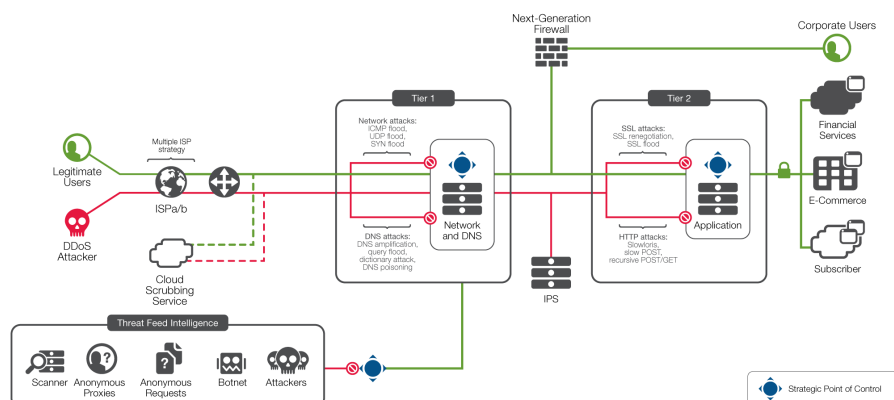 Next-Generation
Firewall
Corporate Users
Tier 1
Tier 2
Network attacks:
ICMP flood,
UDP flood,
SYN flood
SSL attacks:
SSL renegotiation,
SSL flood
Multiple ISP
strategy
Legitimate
Users
ISPa/b
DDoS
Attacker
Cloud
Scrubbing
Service
Network
and DNS
DNS attacks:
DNS amplification,
query flood,
dictionary attack,
DNS poisoning
IPS
Application
HTTP attacks:
Slowloris,
slow POST,
recursive POST/GET
Financial
Services
E-Commerce
Subscriber
Threat Feed Intelligence
Scanner
Anonymous
Proxies
Anonymous
Requests
Botnet
Attackers
Strategic Point of Control